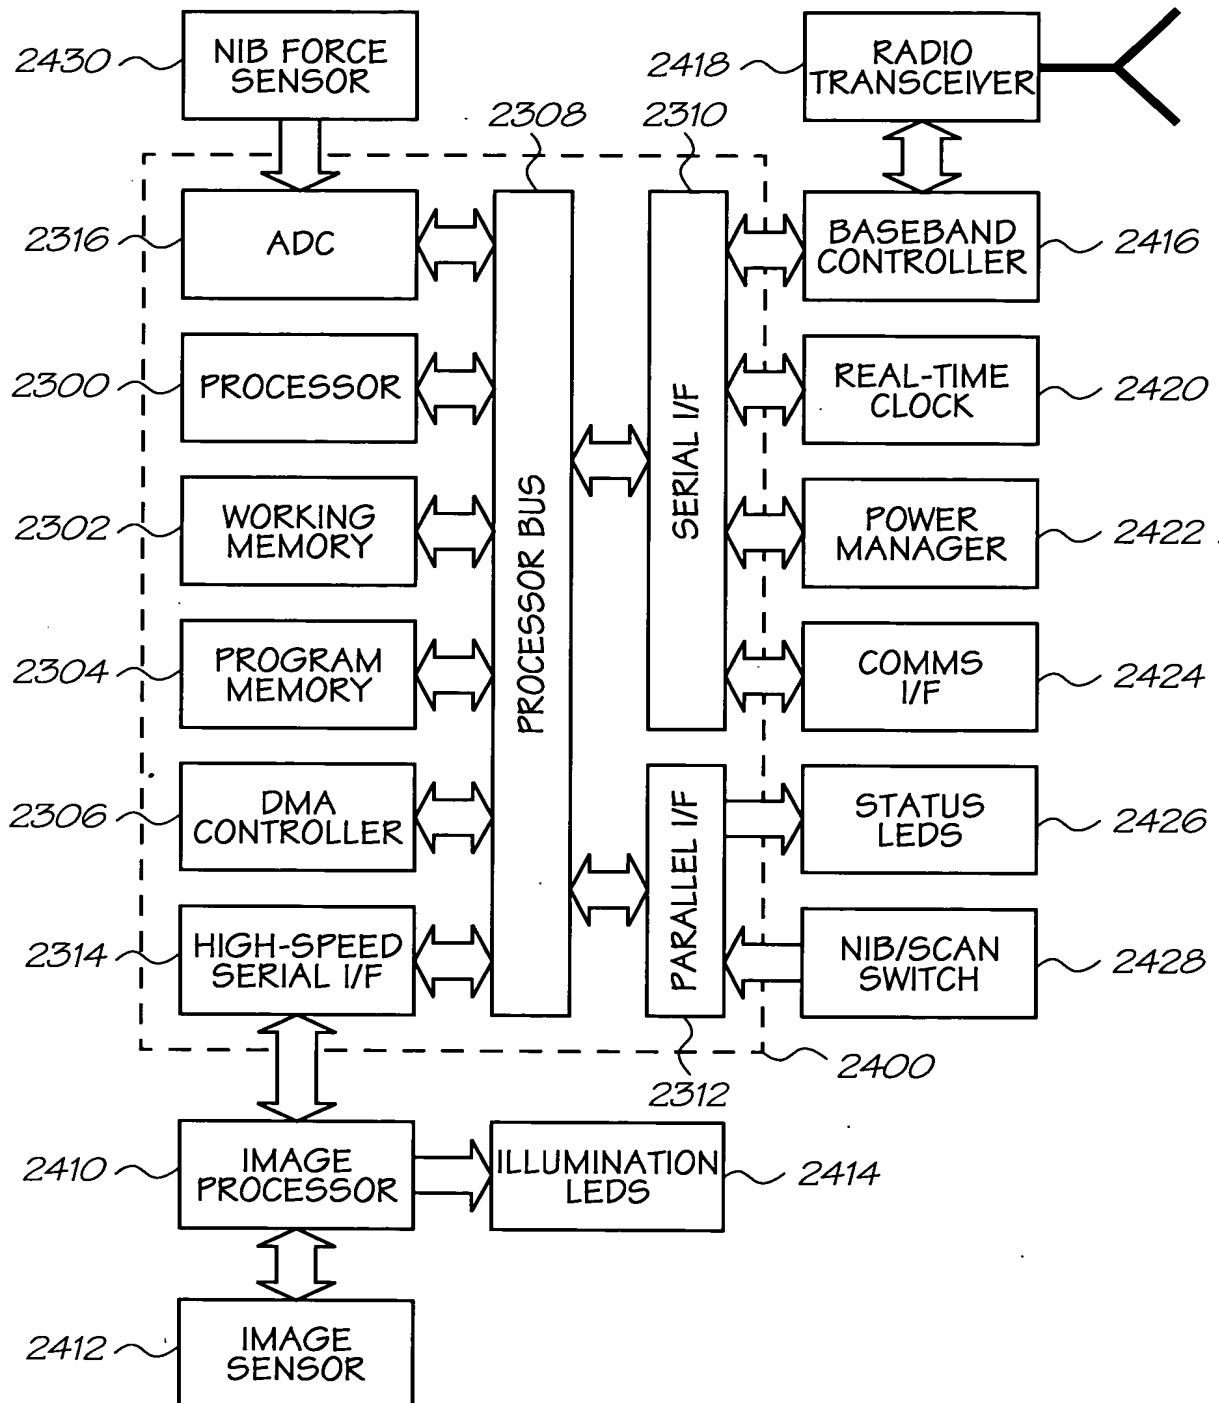 2430
NIB FORCE
SENSOR
2418
RADIO
TRANSCEIVER
2308
2310
2316
ADC
BASEBAND
CONTROLLER
2416
2300
PROCESSOR
REAL-TIME
CLOCK
2420
2302
WORKING
MEMORY
PROCESSOR BUS
SERIAL I/F
POWER
MANAGER
2422
2304
PROGRAM
MEMORY
COMMS
I/F
2424
2306
DMA
CONTROLLER
PARALLEL I/F
STATUS
LEDS
2426
2314
HIGH-SPEED
SERIAL I/F
NIB/SCAN
SWITCH
2428
2312
2400
2410
IMAGE
PROCESSOR
ILLUMINATION
LEDS
2414
2412
IMAGE
SENSOR